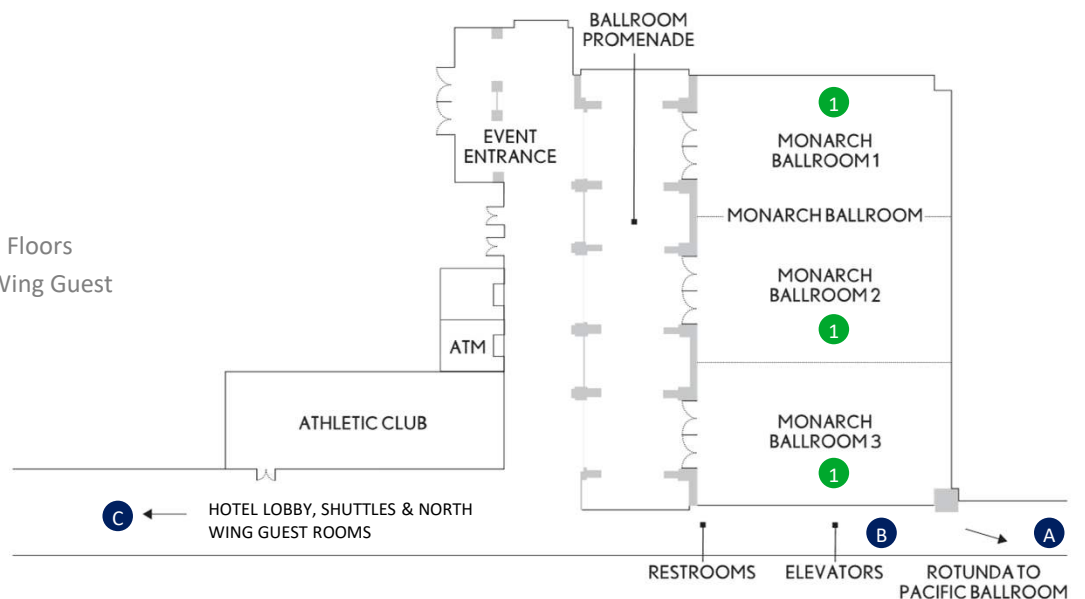 BALLROOM
PROMENADE
1
EVENT
ENTRANCE
MONARCH
BALLROOM 1
MONARCH BALLROOM
Floors
Wing Guest
MONARCH
BALLROOM 2
1
ATM
ATHLETIC CLUB
MONARCH
BALLROOM 3
1
C
HOTEL LOBBY, SHUTTLES & NORTH
WING GUEST ROOMS
B
A
RESTROOMS
ELEVATORS
ROTUNDA TO
PACIFIC BALLROOM